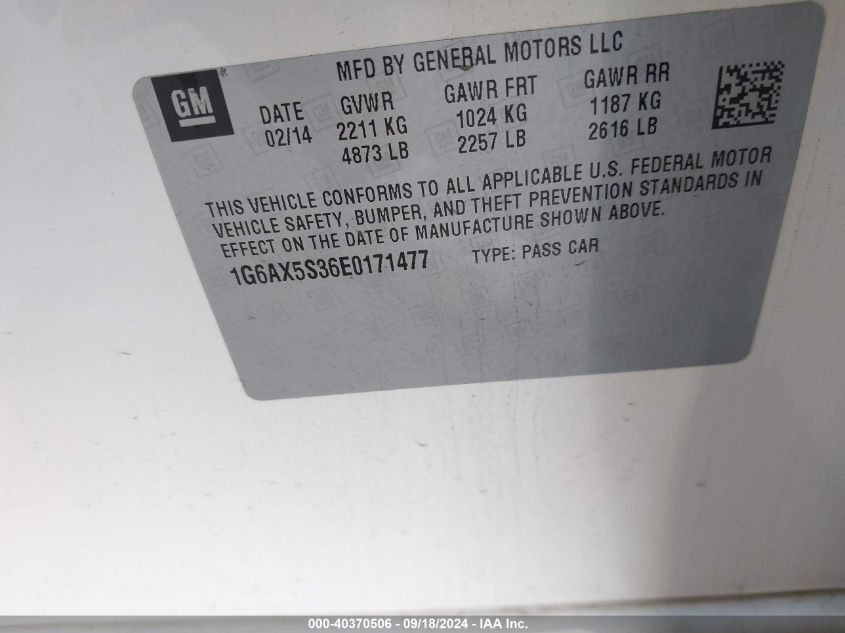 MFD BY GENERAL MOTORS LLC
GM®
DATE GVWR GAWR FRT GAWR RR
02/14 2211 KG 1024 KG 1187 KG
4873 LB 2257 LB 2616 LB
THIS VEHICLE CONFORMS TO ALL APPLICABLE U.S. FEDERAL MOTOR
VEHICLE SAFETY, BUMPER, AND THEFT PREVENTION STANDARDS IN
EFFECT ON THE DATE OF MANUFACTURE SHOWN ABOVE.
1G6AX5S36E0171477 TYPE: PASS CAR
000-40370506 - 09/18/2024 - IAA Inc.